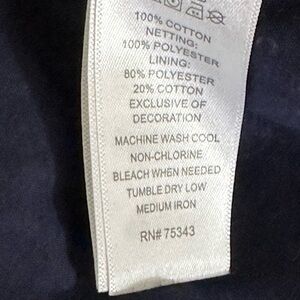 100% COTTON
NETTING:
100% POLYESTER
LINING:
80% POLYESTER
20% COTTON
EXCLUSIVE OF
DECORATION
MACHINE WASH COOL
NON-CHLORINE
BLEACH WHEN NEEDED
TUMBLE DRY LOW
MEDIUM IRON
RN# 75343